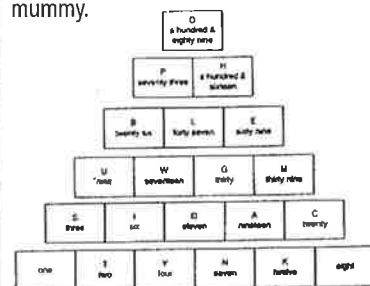 mummy.
O
a hundred &
eighty nine
P H
seventy three a hundred &
sixteen
B L E
twenty six forty seven sixty nine
U W G M
nine seventeen thirty thirty nine
S I D A C
three six eleven nineteen twenty
T Y N K
one two four seven twelve eight